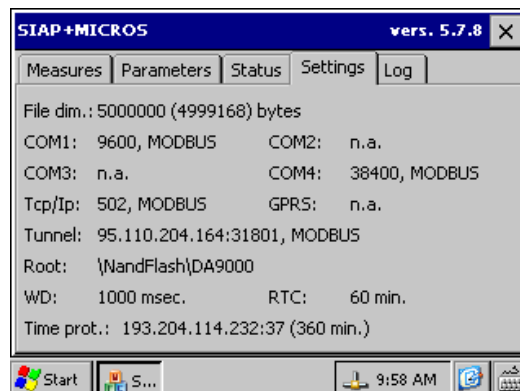 SIAP+MICROS vers. 5.7.8
Measures Parameters Status Settings Log
File dim.: 5000000 (4999168) bytes
COM1: 9600, MODBUS COM2: n.a.
COM3: n.a. COM4: 38400, MODBUS
Tcp/Ip: 502, MODBUS GPRS: n.a.
Tunnel: 95.110.204.164:31801, MODBUS
Root: \NandFlash\DA9000
WD: 1000 msec. RTC: 60 min.
Time prot.: 193.204.114.232:37 (360 min.)
Start S... 9:58 AM